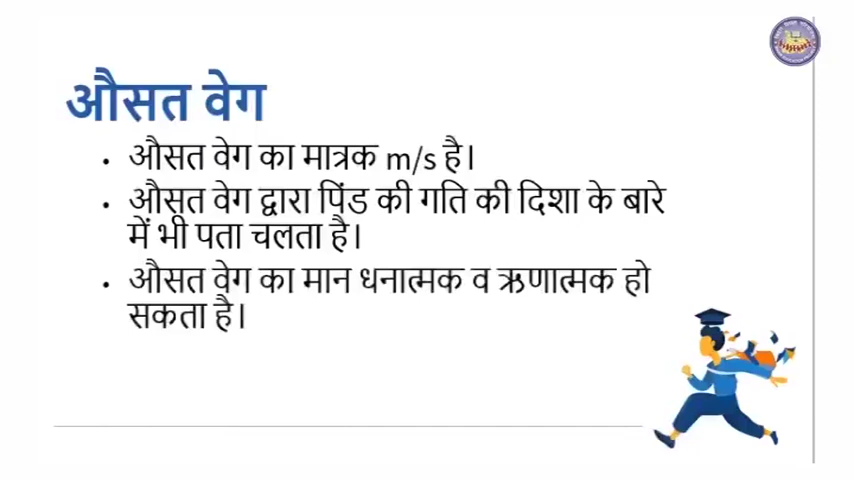 औसत वेग
• औसत वेग का मात्रक m/s है।
• औसत वेग द्वारा पिंड की गति की दिशा के बारे
में भी पता चलता है।
• औसत वेग का मान धनात्मक व ऋणात्मक हो
सकता है।